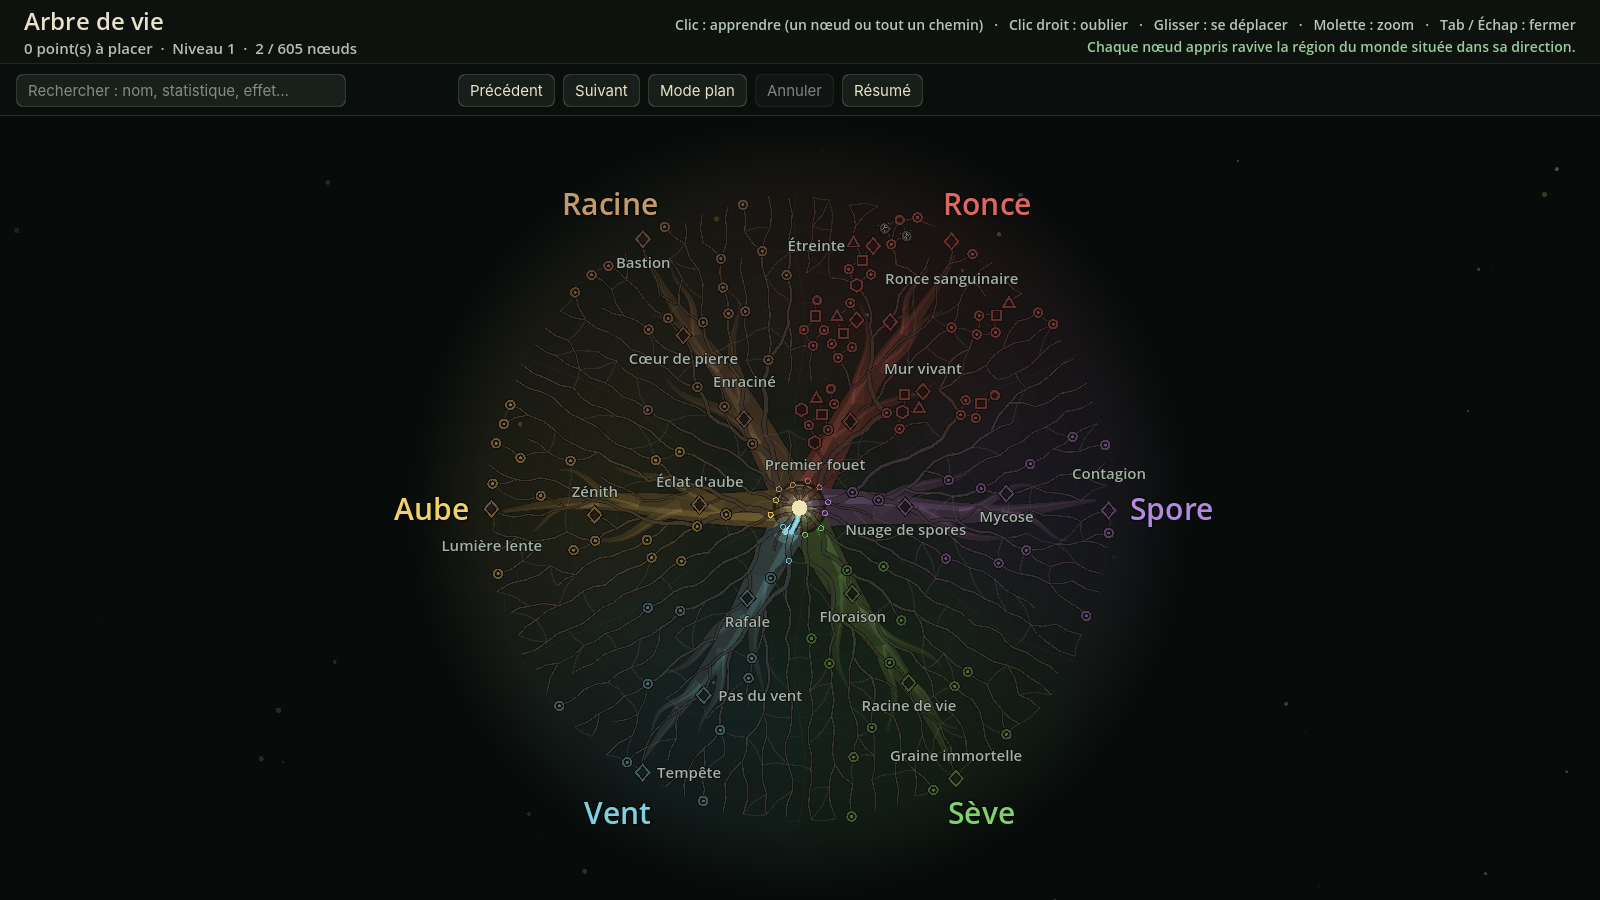 Arbre de vie
0 point(s) à placer · Niveau 1 · 2 / 605 nœuds
Clic : apprendre (un nœud ou tout un chemin) · Clic droit : oublier · Glisser : se déplacer · Molette : zoom · Tab / Échap : fermer
Chaque nœud appris ravive la région du monde située dans sa direction.
Rechercher : nom, statistique, effet...
Précédent
Suivant
Mode plan
Annuler
Résumé
Racine
Ronce
Étreinte
Bastion
Ronce sanguinaire
Cœur de pierre
Mur vivant
Enraciné
Premier fouet
Contagion
Éclat d'aube
Zénith
Aube
Spore
Mycose
Nuage de spores
Lumière lente
Floraison
Rafale
Pas du vent
Racine de vie
Graine immortelle
Tempête
Vent
Sève